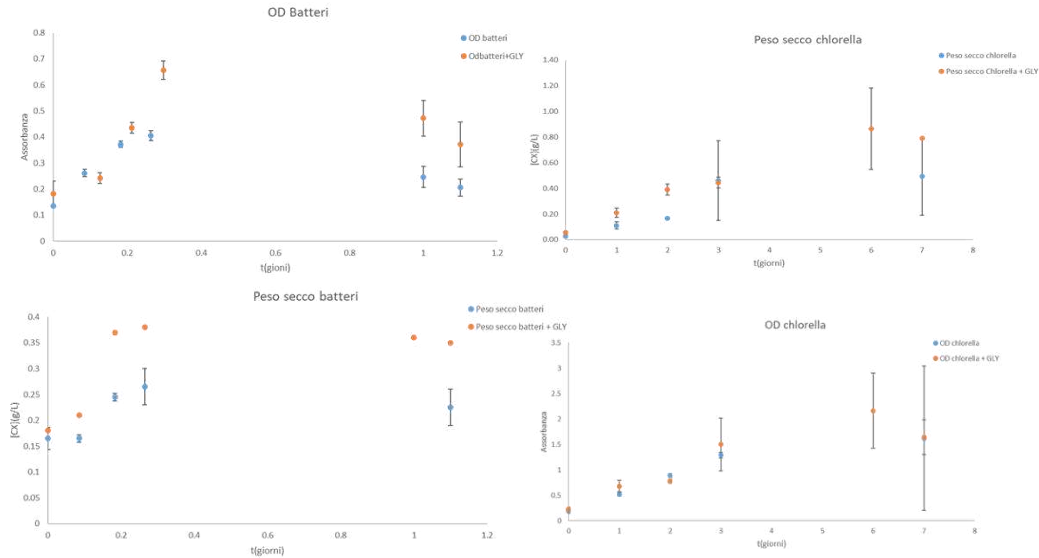 OD Batteri
OD batteri
Odbatteri+GLY
Assorbanza
0.8
0.7
0.6
0.5
0.4
0.3
0.2
0.1
0
0 0.2 0.4 0.6 0.8 1 1.2
t(gioni)
Peso secco chlorella
Peso secco chlorella
Peso secco Chlorella + GLY
[CX](g/L)
1.40
1.20
1.00
0.80
0.60
0.40
0.20
0.00
0 1 2 3 4 5 6 7 8
t(giorni)
Peso secco batteri
Peso secco batteri
Peso secco batteri + GLY
[CX](g/L)
0.4
0.35
0.3
0.25
0.2
0.15
0.1
0.05
0
0 0.2 0.4 0.6 0.8 1 1.2
t(giorni)
OD chlorella
OD chlorella
OD chlorella + GLY
Assorbanza
3.5
3
2.5
2
1.5
1
0.5
0
0 1 2 3 4 5 6 7 8
t(giorni)